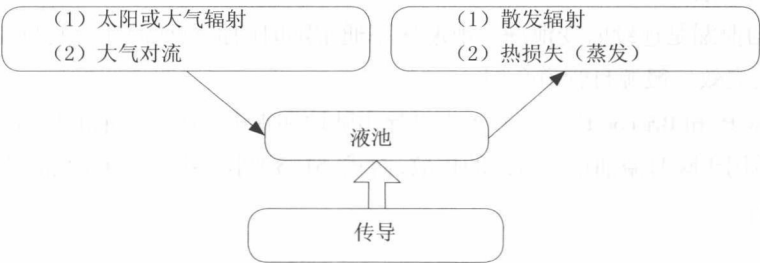 （1）太阳或大气辐射
（2）大气对流
（1）散发辐射
（2）热损失（蒸发）
液池
传导